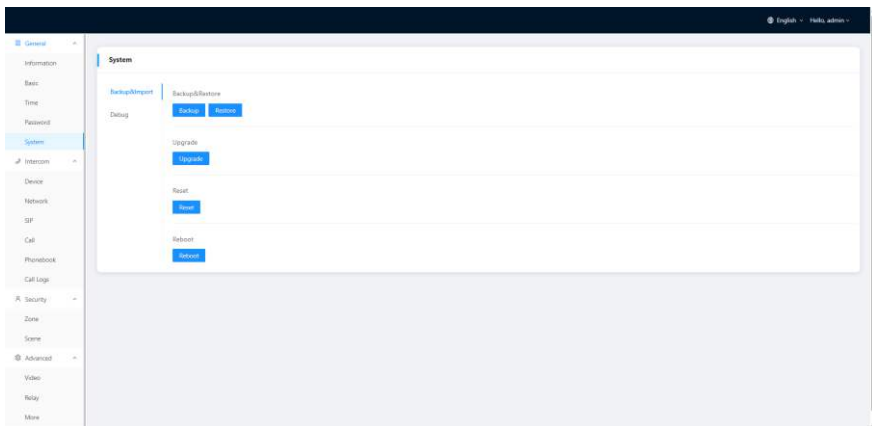 English Hello, admin
General
Information
Basic
Time
Password
System
Intercom
Device
Network
SIP
Call
Phonebook
Call Logs
Security
Zone
Scene
Advanced
Video
Relay
More
System
Backup&Import
Debug
Backup&Restore
Backup Restore
Upgrade
Upgrade
Reset
Reset
Reboot
Reboot